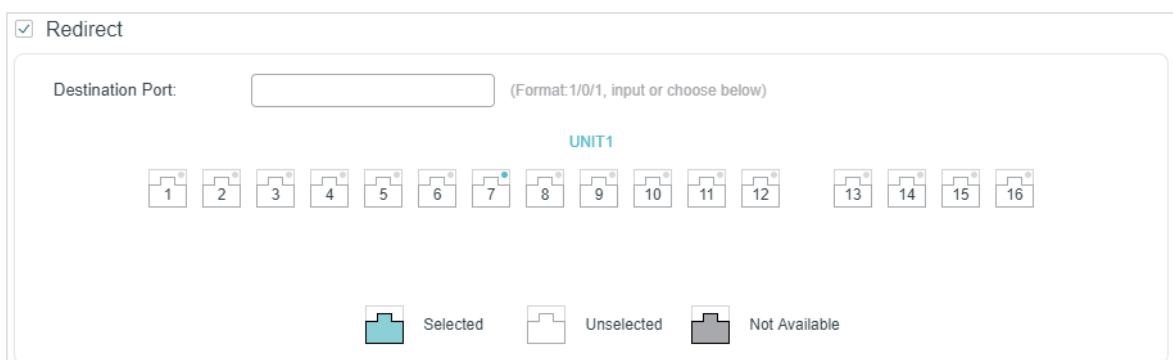 Redirect
Destination Port: (Format:1/0/1, input or choose below)
UNIT1
1 2 3 4 5 6 7 8 9 10 11 12 13 14 15 16
Selected Unselected Not Available